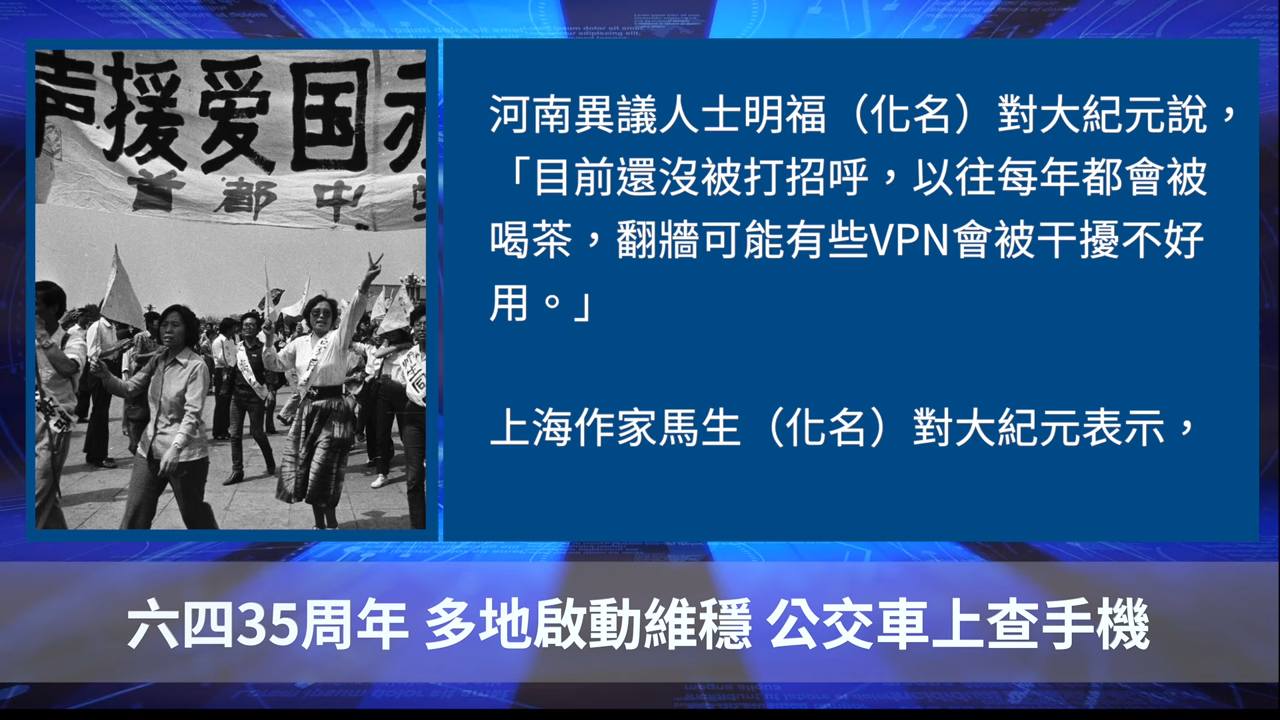 声援爱国
首都中
河南異議人士明福（化名）對大紀元說，
「目前還沒被打招呼，以往每年都會被
喝茶，翻牆可能有些VPN會被干擾不好
用。」
上海作家馬生（化名）對大紀元表示，
六四35周年 多地啟動維穩 公交車上查手機